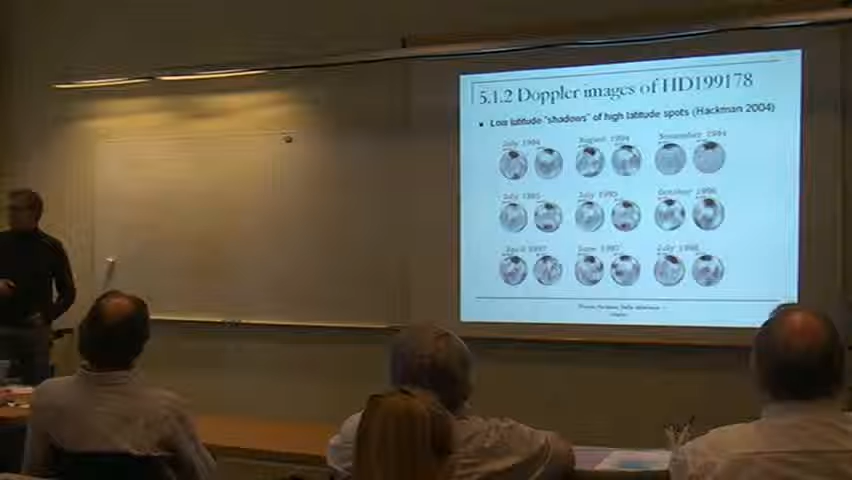 5.1.2 Doppler images of HD199178
Low latitude "shadows" of high latitude spots (Hackman 2004)
July 1994 August 1994 November 1994
July 1995 July 1995 October 1996
April 1997 June 1997 July 1998